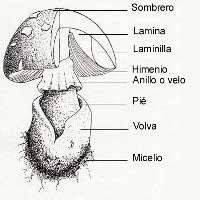 Sombrero
Lamina
Laminilla
Himenio
Anillo o velo
Pié
Volva
Micelio